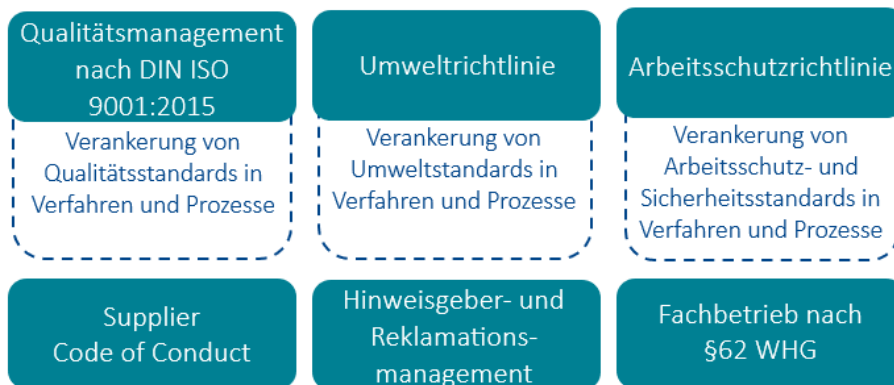 Qualitätsmanagement
nach DIN ISO
9001:2015
Verankerung von
Qualitätsstandards in
Verfahren und Prozesse
Umweltrichtlinie
Verankerung von
Umweltstandards in
Verfahren und Prozesse
Arbeitsschutzrichtlinie
Verankerung von
Arbeitsschutz- und
Sicherheitsstandards in
Verfahren und Prozesse
Supplier
Code of Conduct
Hinweisgeber- und
Reklamations-
management
Fachbetrieb nach
§62 WHG